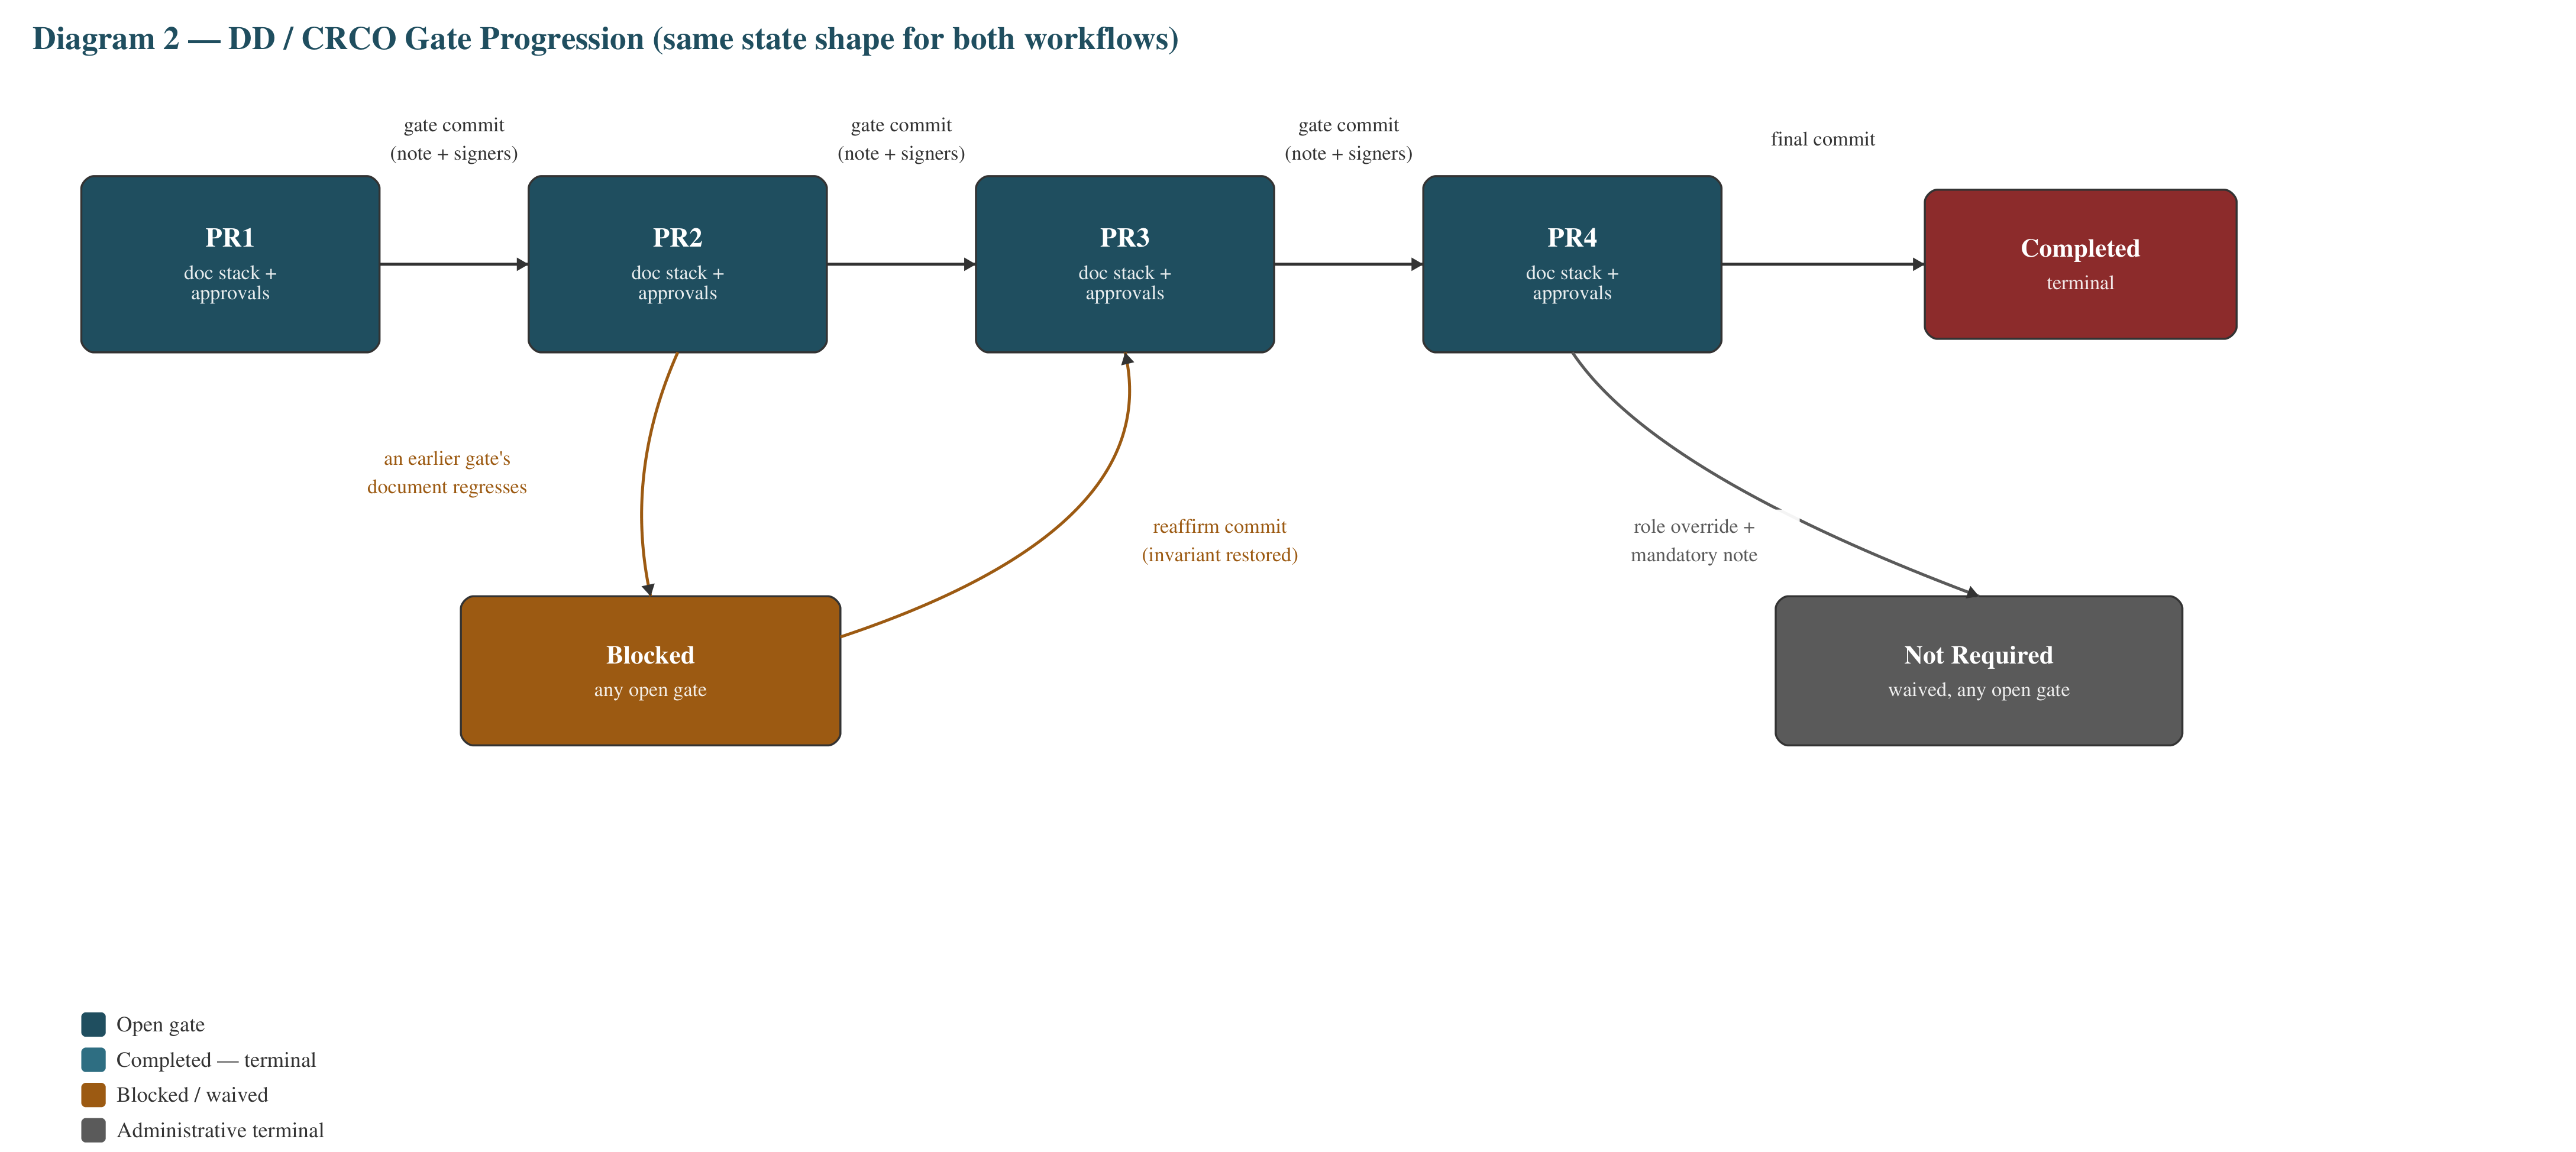 Diagram 2 — DD / CRCO Gate Progression (same state shape for both workflows)
gate commit
(note + signers)
gate commit
(note + signers)
gate commit
(note + signers)
final commit
PR1
doc stack +
approvals
PR2
doc stack +
approvals
PR3
doc stack +
approvals
PR4
doc stack +
approvals
Completed
terminal
an earlier gate's
document regresses
reaffirm commit
(invariant restored)
role override +
mandatory note
Blocked
any open gate
Not Required
waived, any open gate
Open gate
Completed — terminal
Blocked / waived
Administrative terminal